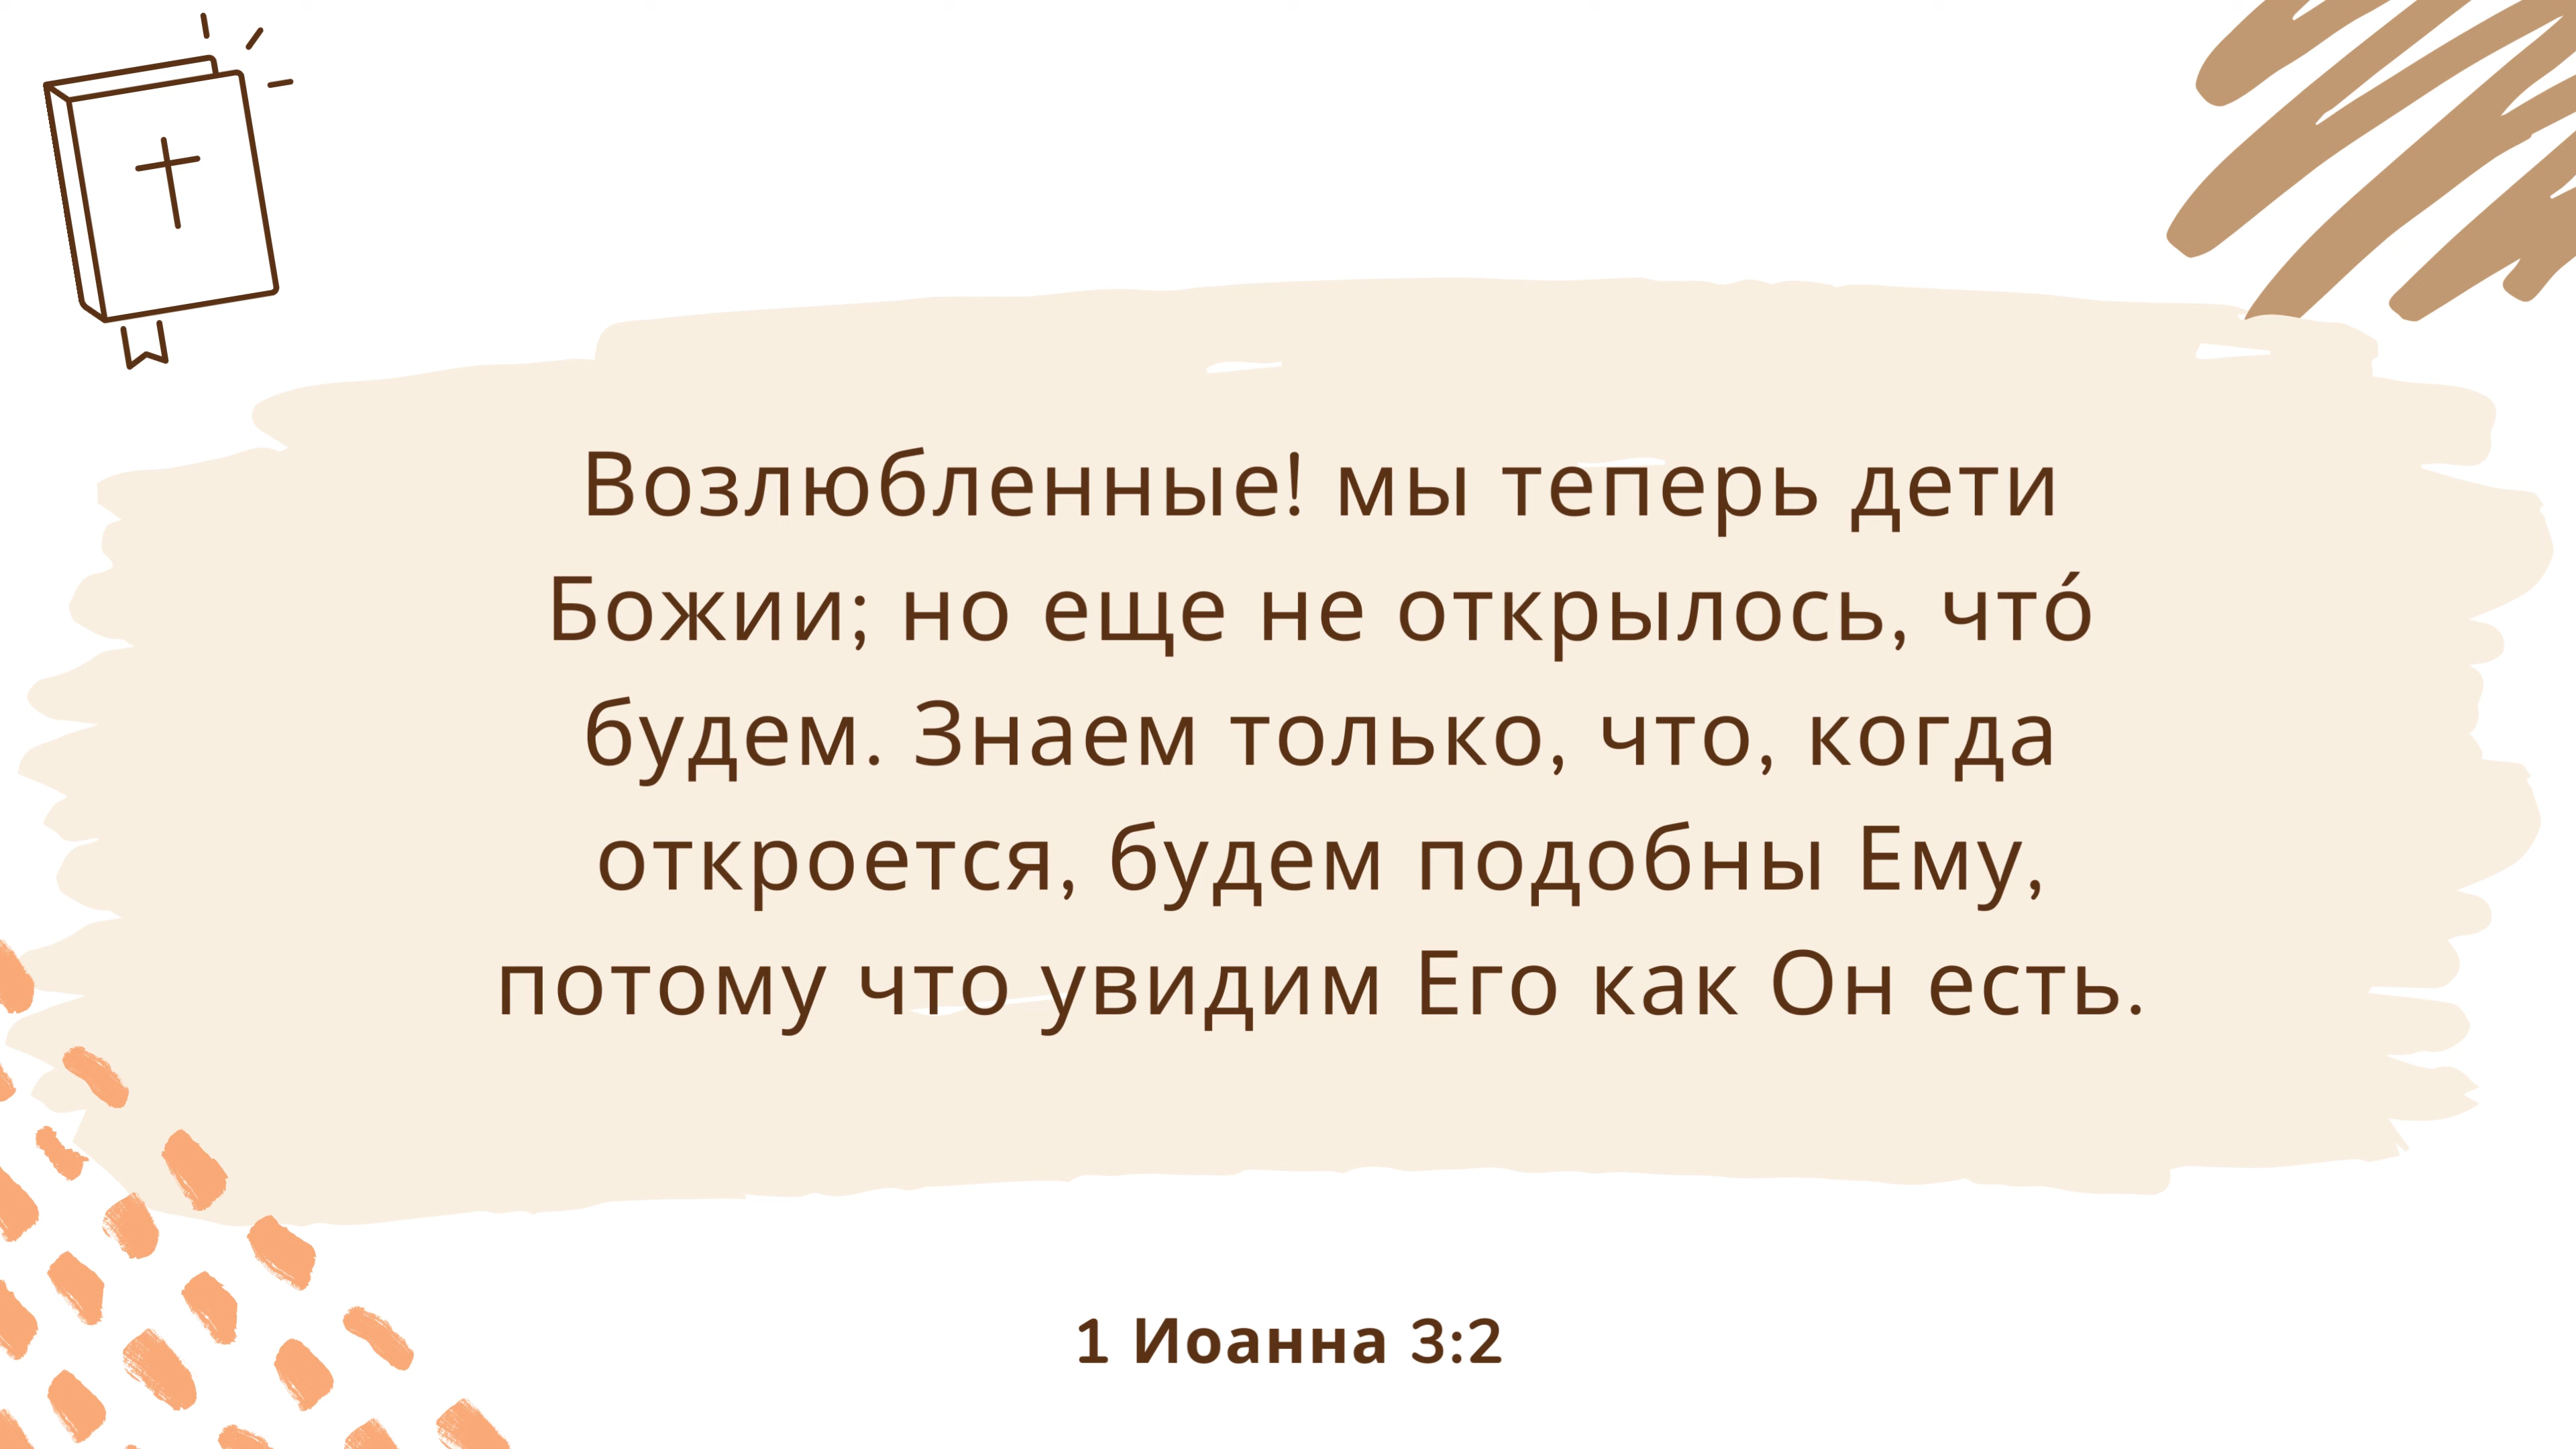 Возлюбленные! мы теперь дети
Божии; но еще не открылось, что́
будем. Знаем только, что, когда
откроется, будем подобны Ему,
потому что увидим Его как Он есть.
1 Иоанна 3:2